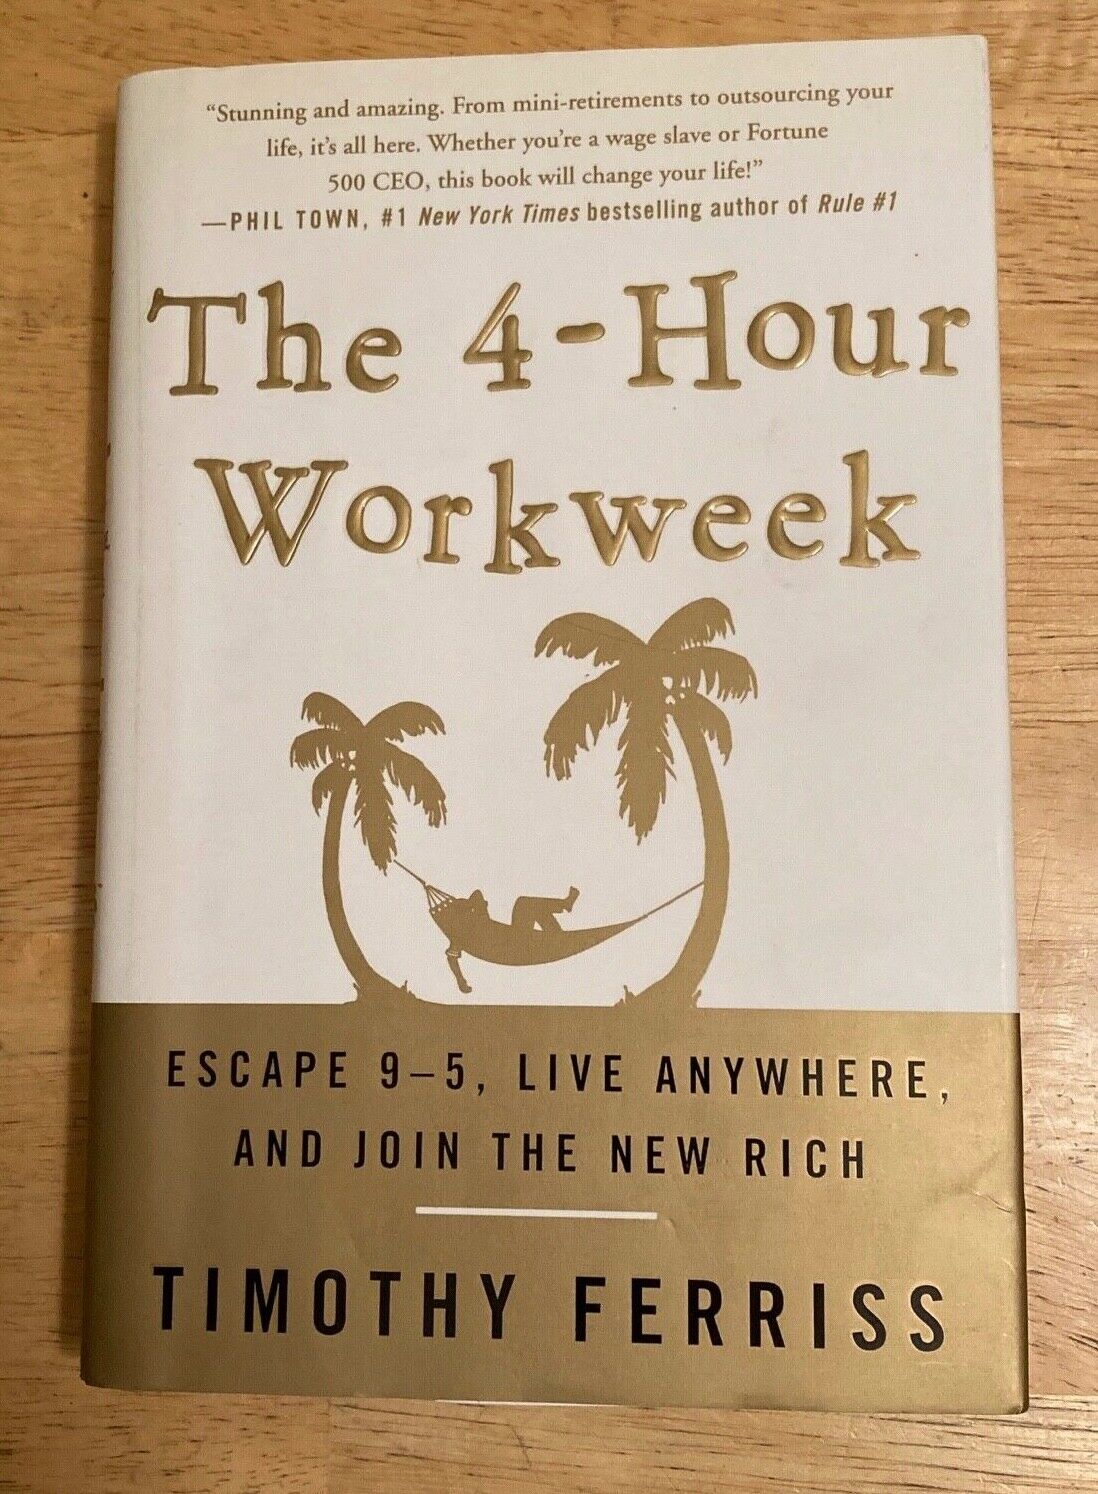 “Stunning and amazing. From mini-retirements to outsourcing your
life, it’s all here. Whether you’re a wage slave or Fortune
500 CEO, this book will change your life!”
—PHIL TOWN, #1 New York Times bestselling author of Rule #1
The 4-Hour
Workweek
ESCAPE 9–5, LIVE ANYWHERE,
AND JOIN THE NEW RICH
TIMOTHY FERRISS